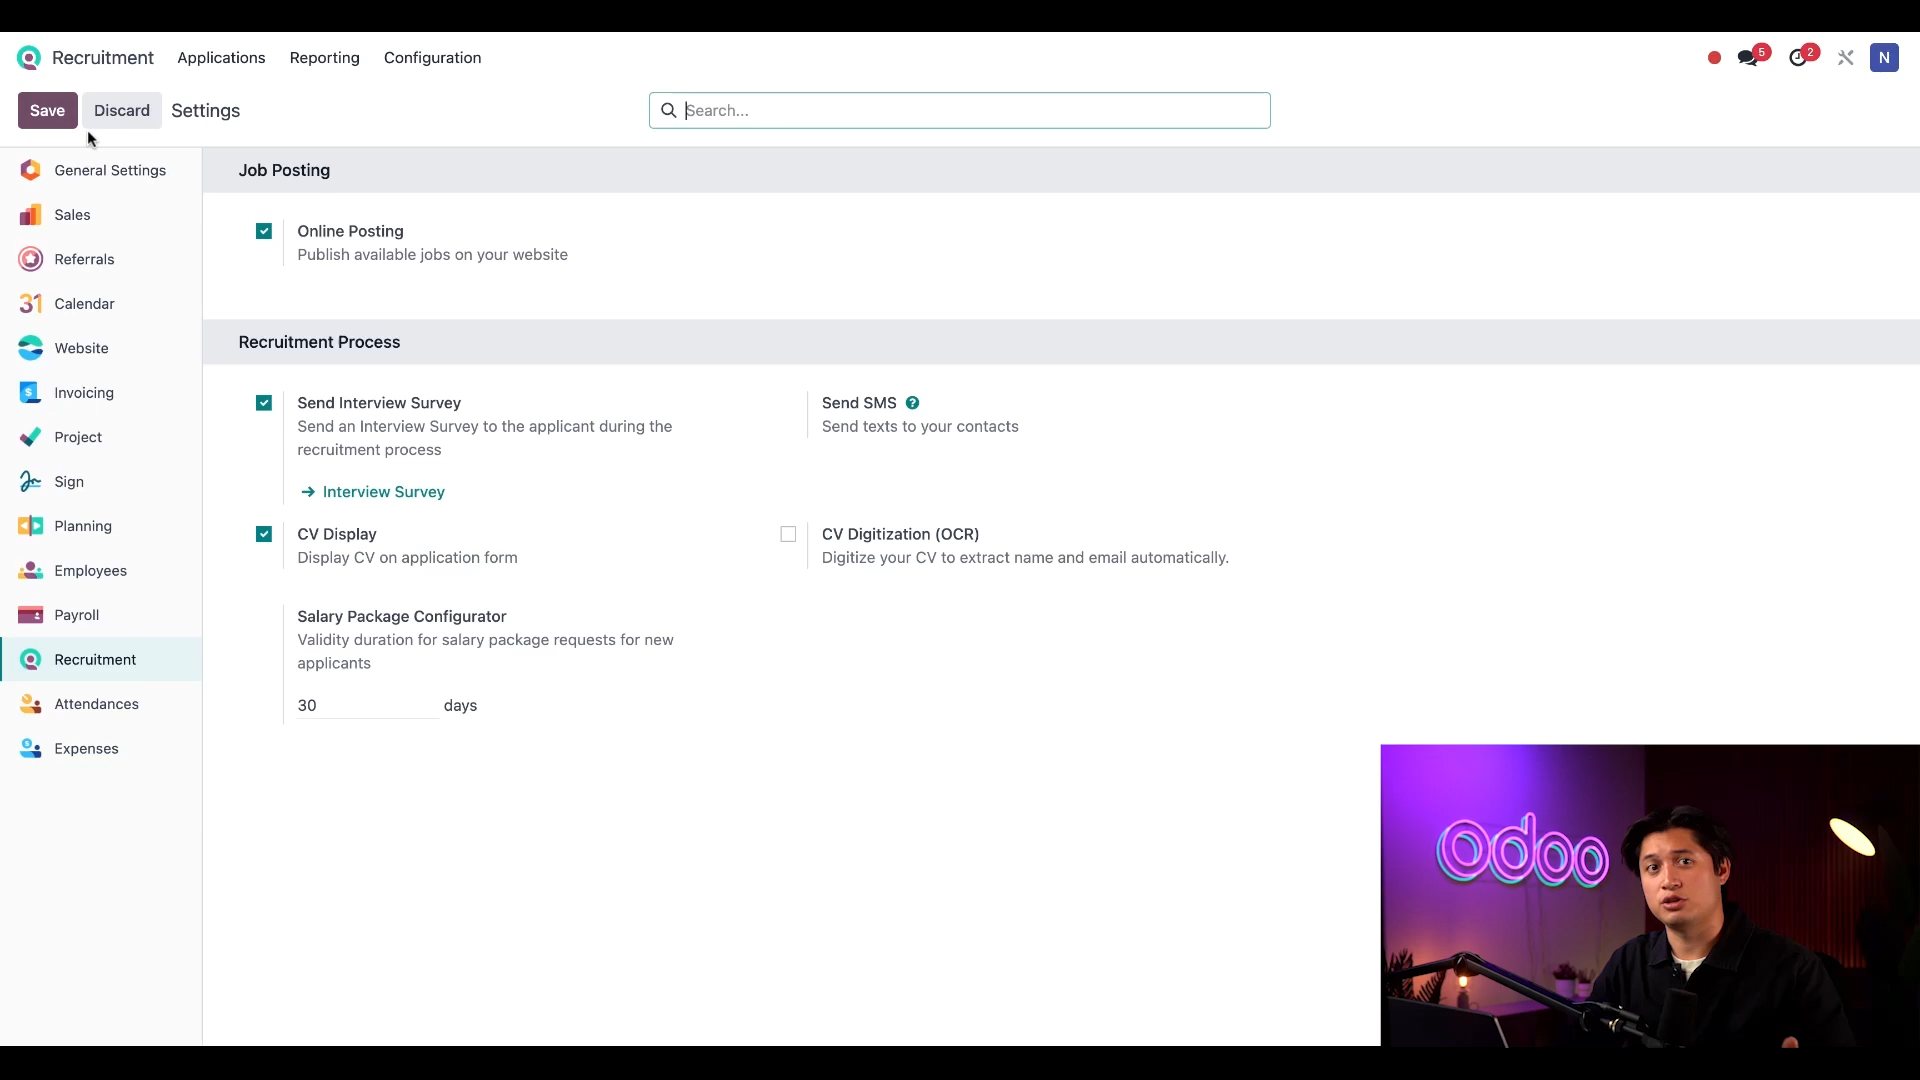 Recruitment Applications Reporting Configuration 5 2 N
Save Discard Settings Search...
General Settings
Sales
Referrals
Calendar
Website
Invoicing
Project
Sign
Planning
Employees
Payroll
Recruitment
Attendances
Expenses
Job Posting
Online Posting
Publish available jobs on your website
Recruitment Process
Send Interview Survey
Send an Interview Survey to the applicant during the
recruitment process
Interview Survey
Send SMS ?
Send texts to your contacts
CV Display
Display CV on application form
CV Digitization (OCR)
Digitize your CV to extract name and email automatically.
Salary Package Configurator
Validity duration for salary package requests for new
applicants
30 days
odoo